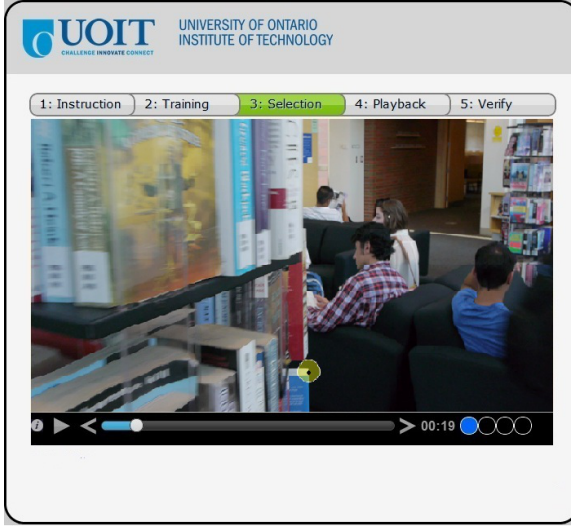 UOIT
CHALLENGE INNOVATE CONNECT
UNIVERSITY OF ONTARIO
INSTITUTE OF TECHNOLOGY
1: Instruction
2: Training
3: Selection
4: Playback
5: Verify
i
00:19